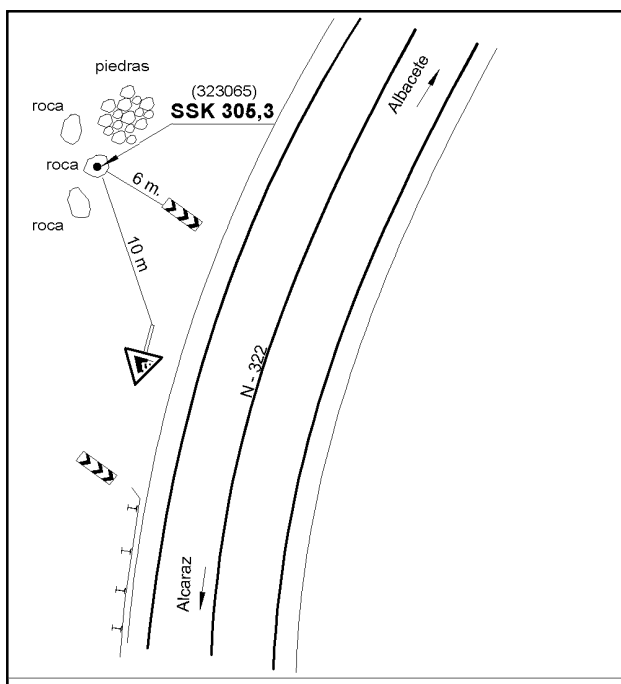 piedras
(323065)
SSK 305,3
roca
roca
roca
6 m.
10 m
Albacete
N - 322
Alcaraz